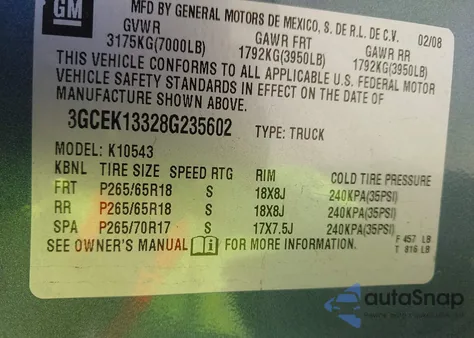 GM
MFD BY GENERAL MOTORS DE MEXICO, S. DE R.L. DE C.V.
GVWR GAWR FRT GAWR RR 02/08
3175KG(7000LB) 1792KG(3950LB) 1792KG(3950LB)
THIS VEHICLE CONFORMS TO ALL APPLICABLE U.S. FEDERAL MOTOR
VEHICLE SAFETY STANDARDS IN EFFECT ON THE DATE OF
MANUFACTURE SHOWN ABOVE.
3GCEK13328G235602 TYPE: TRUCK
MODEL: K10543
KBNL TIRE SIZE SPEED RTG RIM COLD TIRE PRESSURE
FRT P265/65R18 S 18X8J 240KPA(35PSI)
RR P265/65R18 S 18X8J 240KPA(35PSI)
SPA P265/70R17 S 17X7.5J 240KPA(35PSI)
SEE OWNER'S MANUAL FOR MORE INFORMATION. F 457 LB
T 816 LB
autoSnap